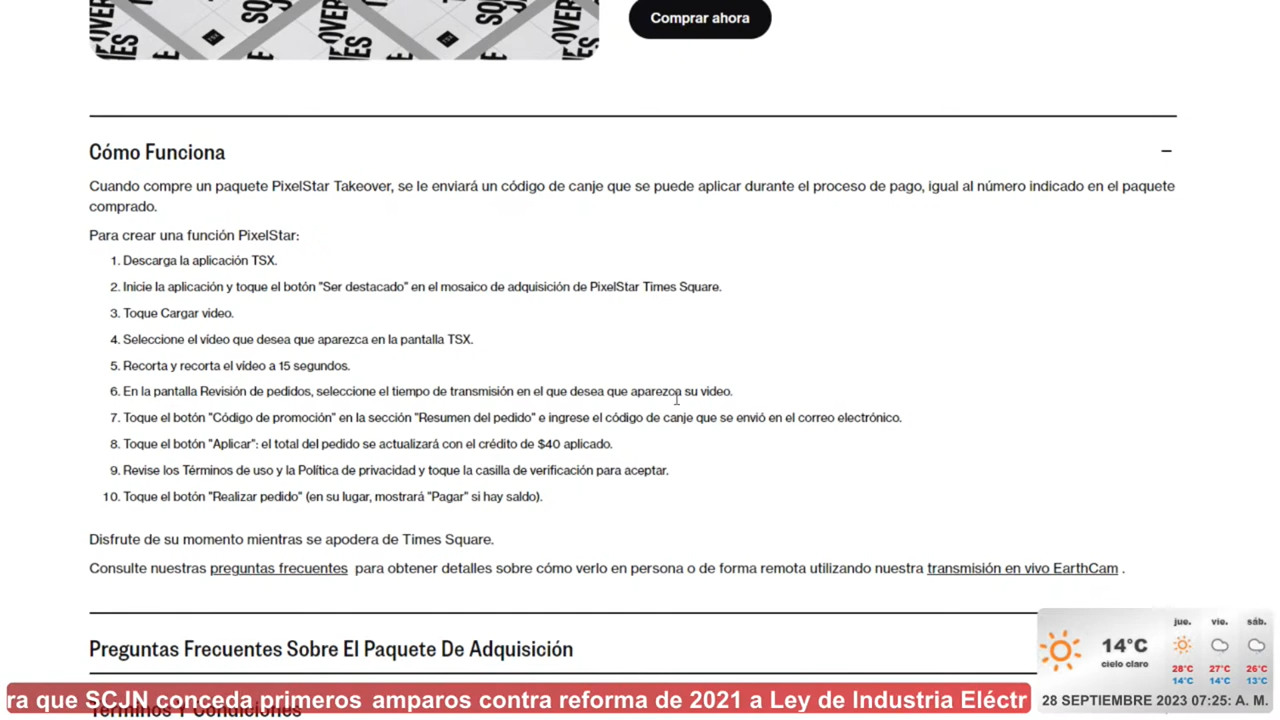 Comprar ahora
Cómo Funciona
Cuando compre un paquete PixelStar Takeover, se le enviará un código de canje que se puede aplicar durante el proceso de pago, igual al número indicado en el paquete
comprado.
Para crear una función PixelStar:
1. Descarga la aplicación TSX.
2. Inicie la aplicación y toque el botón "Ser destacado" en el mosaico de adquisición de PixelStar Times Square.
3. Toque Cargar video.
4. Seleccione el vídeo que desea que aparezca en la pantalla TSX.
5. Recorta y recorta el vídeo a 15 segundos.
6. En la pantalla Revisión de pedidos, seleccione el tiempo de transmisión en el que desea que aparezca su video.
7. Toque el botón "Código de promoción" en la sección "Resumen del pedido" e ingrese el código de canje que se envió en el correo electrónico.
8. Toque el botón "Aplicar": el total del pedido se actualizará con el crédito de $40 aplicado.
9. Revise los Términos de uso y la Política de privacidad y toque la casilla de verificación para aceptar.
10. Toque el botón "Realizar pedido" (en su lugar, mostrará "Pagar" si hay saldo).
Disfrute de su momento mientras se apodera de Times Square.
Consulte nuestras preguntas frecuentes para obtener detalles sobre cómo verlo en persona o de forma remota utilizando nuestra transmisión en vivo EarthCam .
Preguntas Frecuentes Sobre El Paquete De Adquisición
Términos Y Condiciones
ra que SCJN conceda primeros amparos contra reforma de 2021 a Ley de Industria Eléctr
14°C
cielo claro
jue. vie. sáb.
28°C 27°C 26°C
14°C 14°C 13°C
28 SEPTIEMBRE 2023 07:25: A. M.